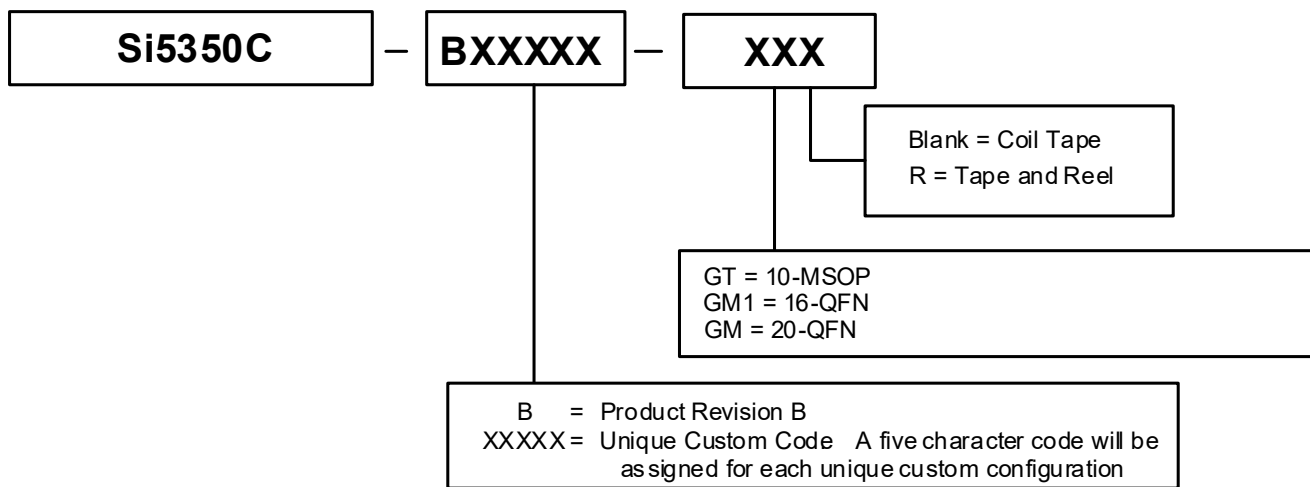 Si5350C – BXXXXX – XXX
Blank = Coil Tape
R = Tape and Reel
GT = 10-MSOP
GM1 = 16-QFN
GM = 20-QFN
B = Product Revision B
XXXXX = Unique Custom Code A five character code will be
assigned for each unique custom configuration